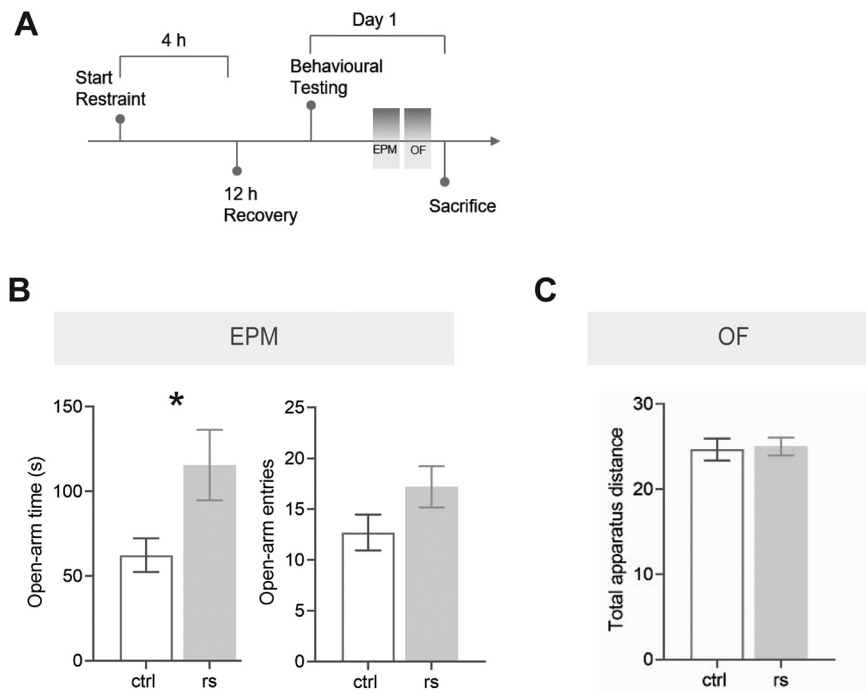 A
Day 1
4 h
Behavioural
Testing
Start
Restraint
EPM
OF
12 h
Recovery
Sacrifice
B
EPM
Open-arm time (s)
150
100
50
0
*
ctrl
rs
Open-arm entries
25
20
15
10
5
0
ctrl
rs
C
OF
Total apparatus distance
30
20
10
0
ctrl
rs